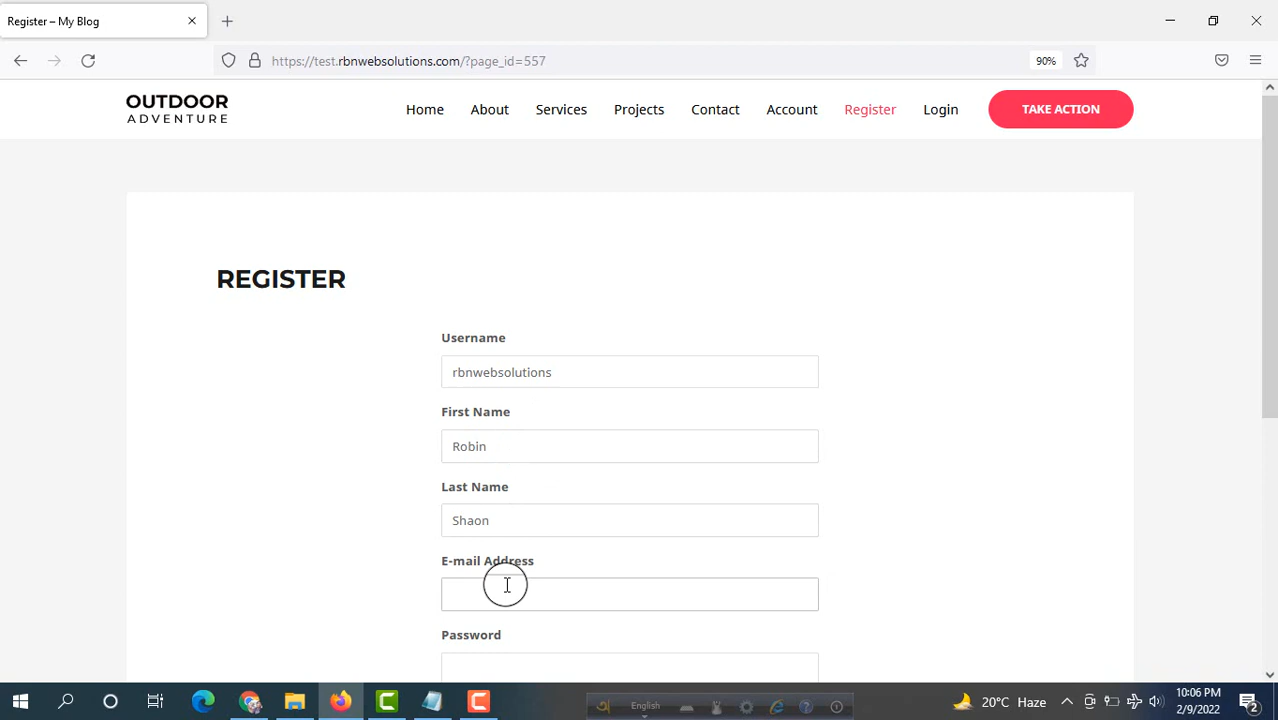 Register – My Blog
https://test.rbnwebsolutions.com/?page_id=557
90%
OUTDOOR
ADVENTURE
Home
About
Services
Projects
Contact
Account
Register
Login
TAKE ACTION
REGISTER
Username
rbnwebsolutions
First Name
Robin
Last Name
Shaon
E-mail Address
Password
English
20°C Haze
10:06 PM
2/9/2022
2